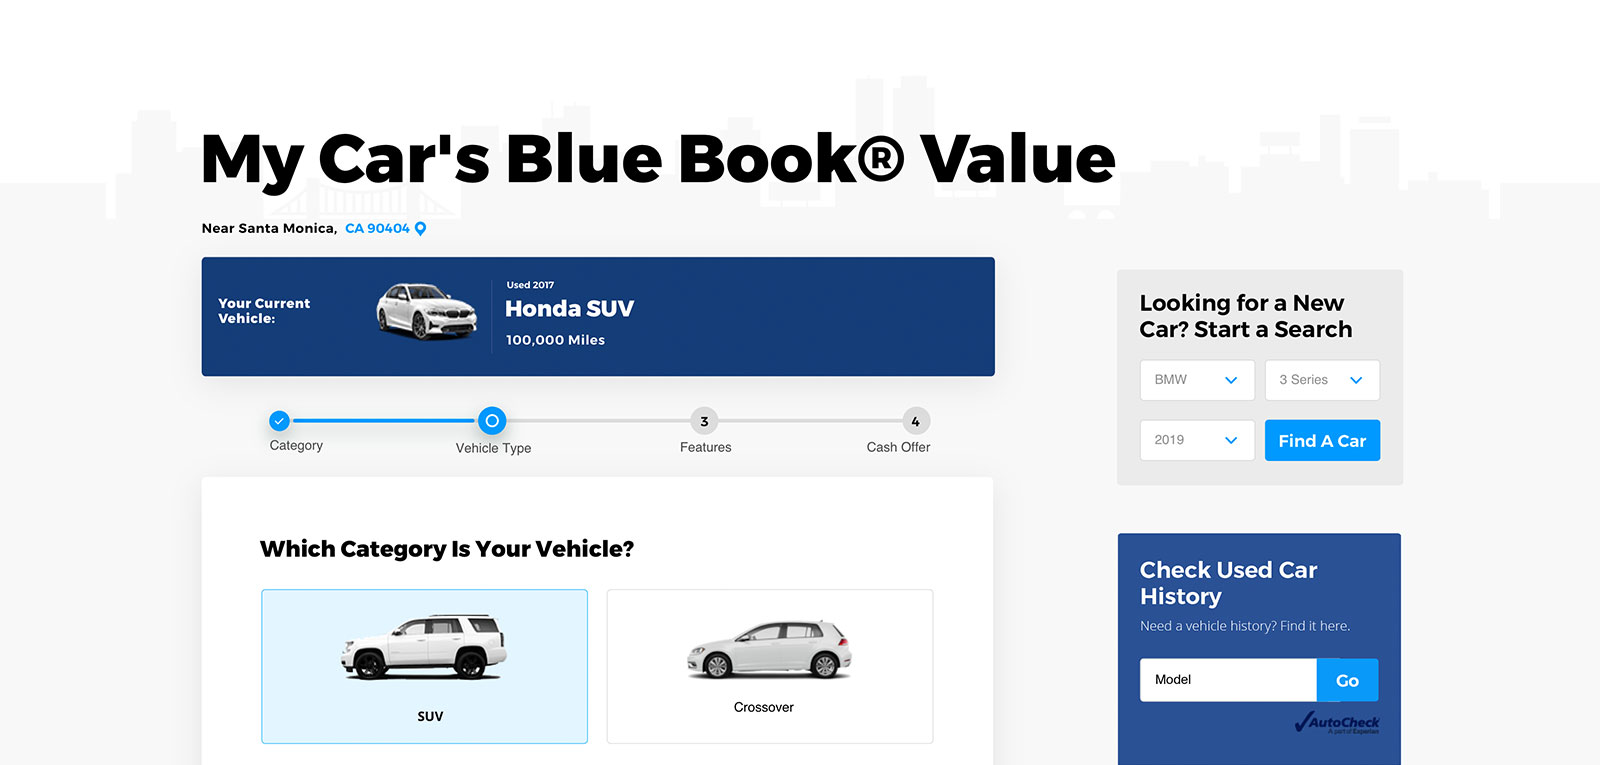 My Car's Blue Book® Value
Near Santa Monica, CA 90404
Your Current
Vehicle:
Used 2017
Honda SUV
100,000 Miles
Category
Vehicle Type
3
Features
4
Cash Offer
Which Category Is Your Vehicle?
SUV
Crossover
Looking for a New
Car? Start a Search
BMW
3 Series
2019
Find A Car
Check Used Car
History
Need a vehicle history? Find it here.
Model
Go
AutoCheck
A part of Experian